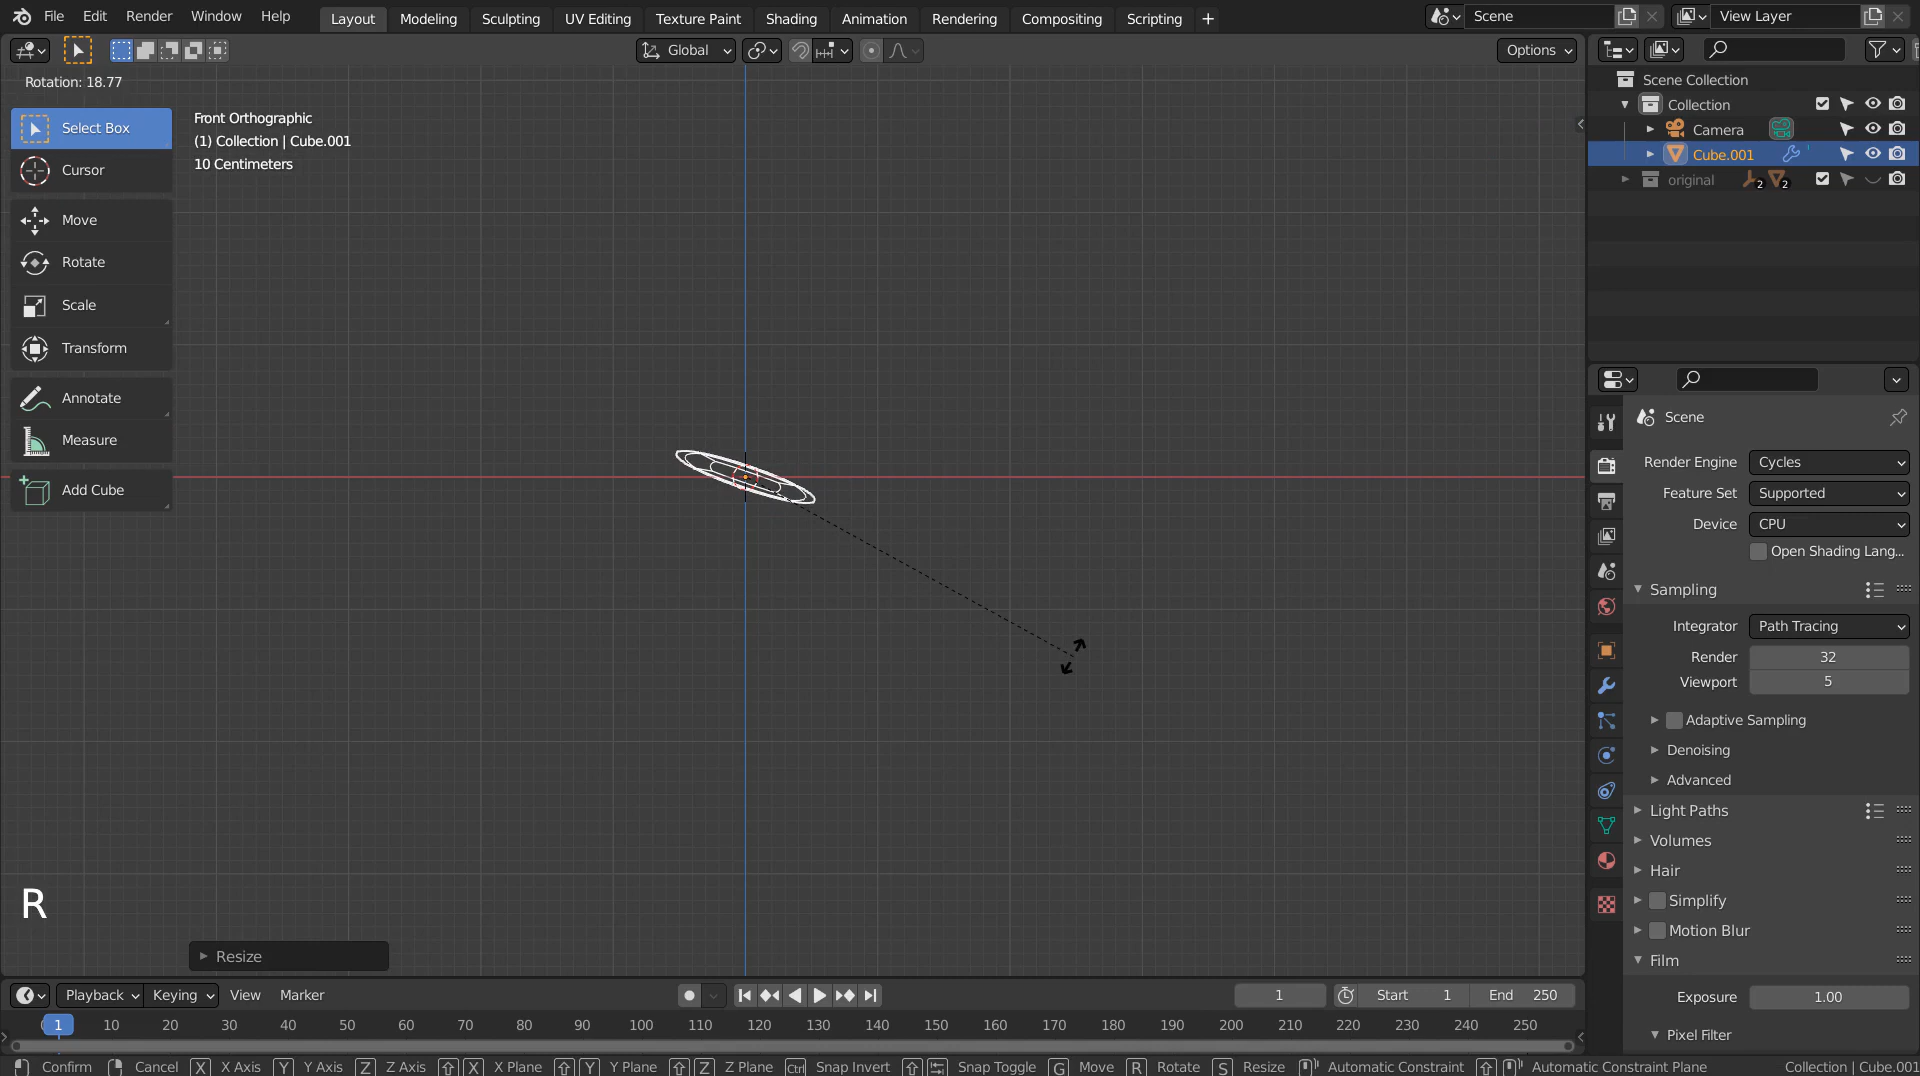 File Edit Render Window Help Layout Modeling Sculpting UV Editing Texture Paint Shading Animation Rendering Compositing Scripting + Scene View Layer
Global Options
Rotation: 18.77
Select Box
Cursor
Move
Rotate
Scale
Transform
Annotate
Measure
Add Cube
Front Orthographic
(1) Collection | Cube.001
10 Centimeters
R
Resize
Scene Collection
Collection
Camera
Cube.001
original 2 2
Scene
Render Engine Cycles
Feature Set Supported
Device CPU
Open Shading Lang...
Sampling
Integrator Path Tracing
Render 32
Viewport 5
Adaptive Sampling
Denoising
Advanced
Light Paths
Volumes
Hair
Simplify
Motion Blur
Film
Exposure 1.00
Pixel Filter
Playback Keying View Marker 1 Start 1 End 250
1 10 20 30 40 50 60 70 80 90 100 110 120 130 140 150 160 170 180 190 200 210 220 230 240 250
Confirm Cancel X X Axis Y Y Axis Z Z Axis X X Plane Y Y Plane Z Z Plane Ctrl Snap Invert Snap Toggle G Move R Rotate S Resize Automatic Constraint Automatic Constraint Plane Collection | Cube.001